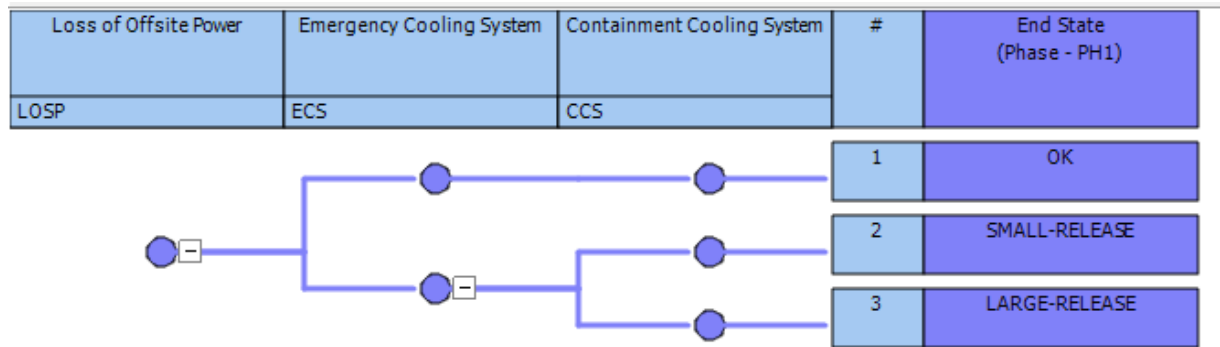 Loss of Offsite Power
Emergency Cooling System
Containment Cooling System
#
End State
(Phase - PH1)
LOSP
ECS
CCS
1
OK
2
SMALL-RELEASE
3
LARGE-RELEASE